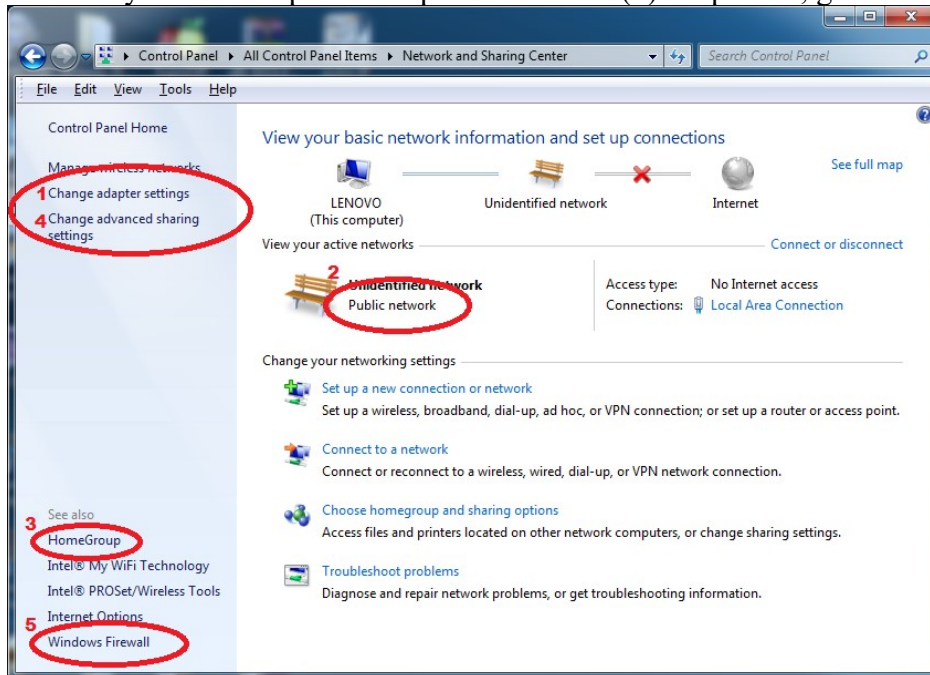 Control Panel ▸ All Control Panel Items ▸ Network and Sharing Center
Search Control Panel
File Edit View Tools Help
Control Panel Home
Manage wireless networks
1 Change adapter settings
4 Change advanced sharing
settings
View your basic network information and set up connections
See full map
LENOVO
(This computer)
Unidentified network
Internet
View your active networks
Connect or disconnect
2
Unidentified network
Public network
Access type: No Internet access
Connections: Local Area Connection
Change your networking settings
Set up a new connection or network
Set up a wireless, broadband, dial-up, ad hoc, or VPN connection; or set up a router or access point.
Connect to a network
Connect or reconnect to a wireless, wired, dial-up, or VPN network connection.
Choose homegroup and sharing options
Access files and printers located on other network computers, or change sharing settings.
Troubleshoot problems
Diagnose and repair network problems, or get troubleshooting information.
See also
3
HomeGroup
Intel® My WiFi Technology
Intel® PROSet/Wireless Tools
Internet Options
5
Windows Firewall